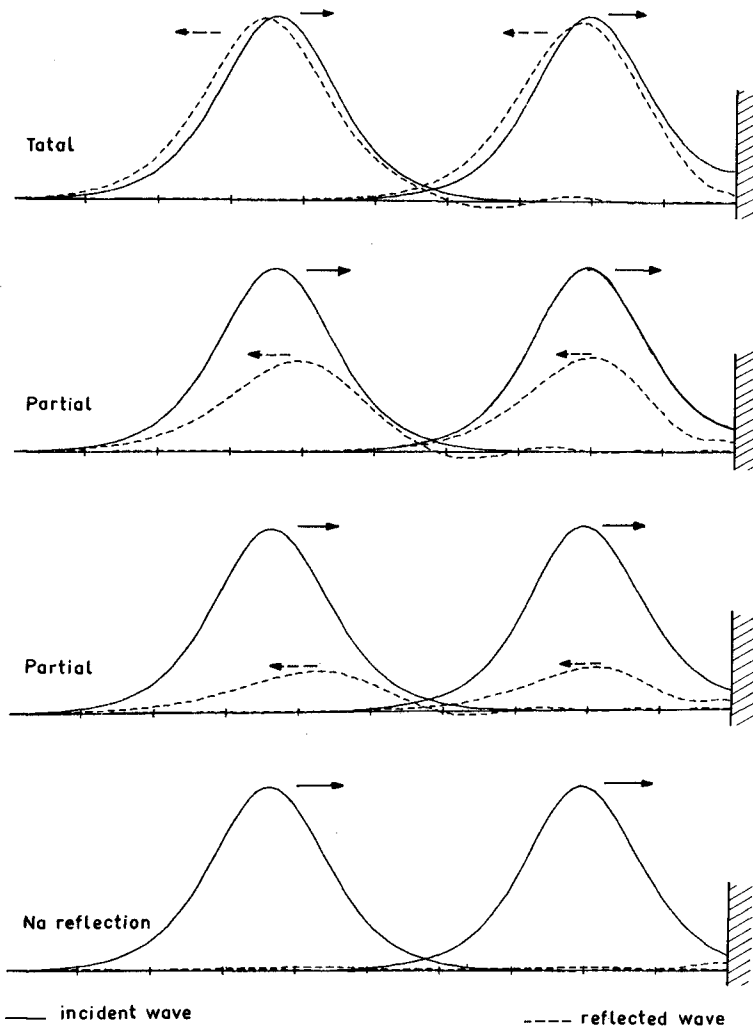 Tatal
Partial
Partial
Na reflection
incident wave
reflected wave